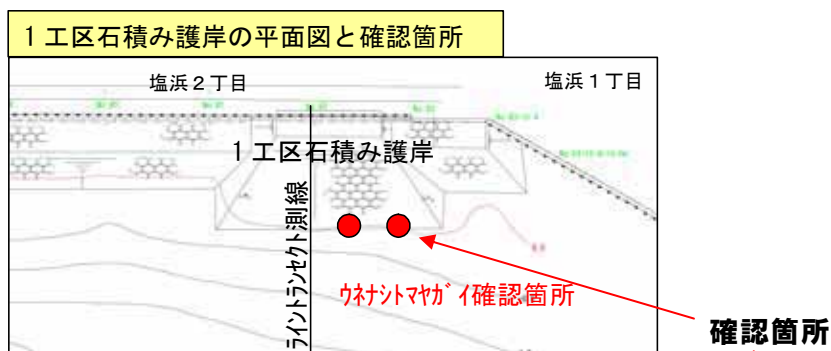 1工区石積み護岸の平面図と確認箇所
塩浜2丁目
塩浜1丁目
1工区石積み護岸
ライントランセクト測線
ウネナシトマヤガイ確認箇所
確認箇所